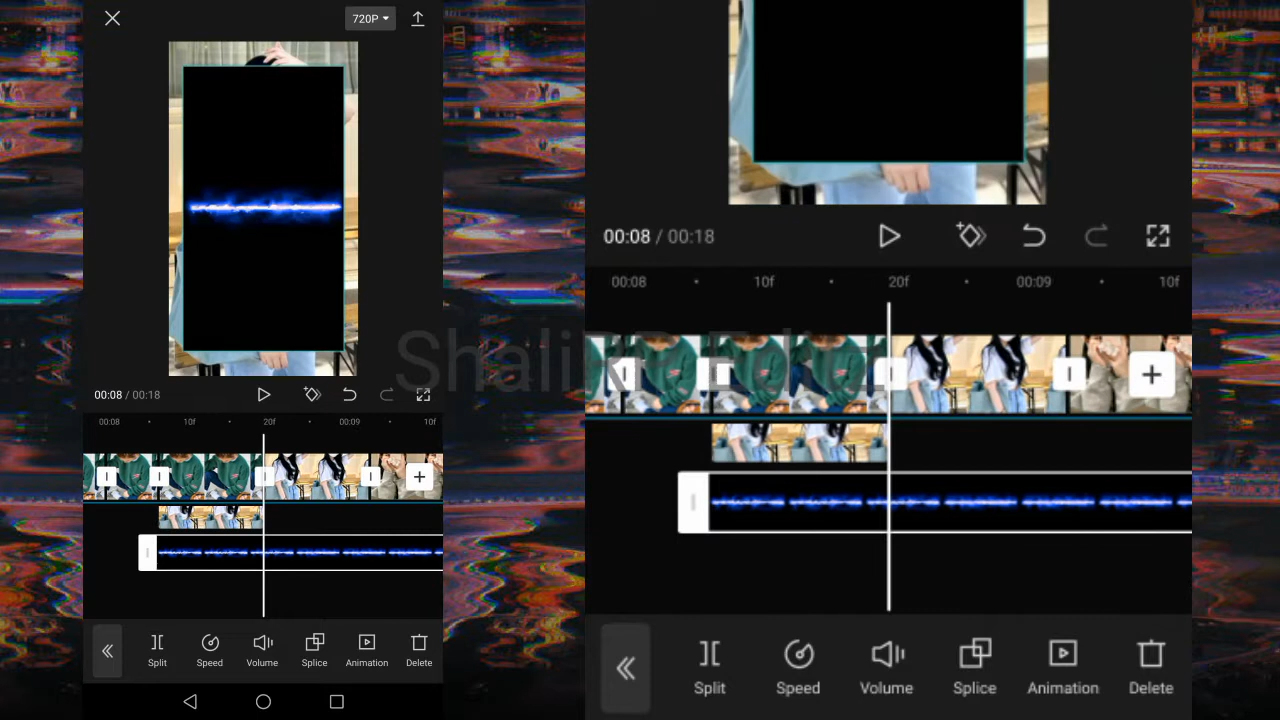 720P
00:08 / 00:18
00:08 10f 20f 00:09 10f
Split Speed Volume Splice Animation Delete
00:08 / 00:18
00:08 10f 20f 00:09 10f
Split Speed Volume Splice Animation Delete